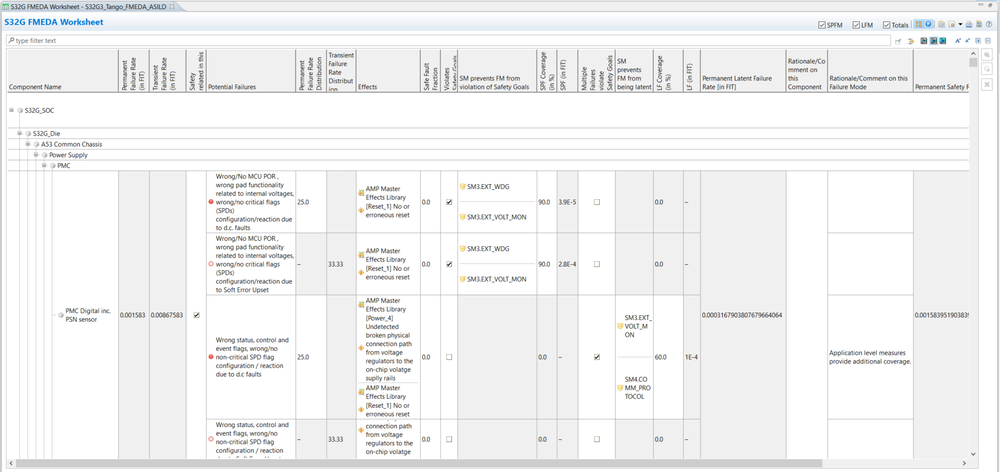 S32G FMEDA Worksheet - S32G3_Tango_FMEDA_ASILD
S32G FMEDA Worksheet
SPFM
LFM
Totals
type filter text
Component Name
Permanent
Failure Rate
(in FIT)
Transient
Failure Rate
(in FIT)
Safety
related in this
Potential Failures
Permanent
Failure Rate
Distribution
Transient
Failure
Rate
Distribut
ion
Effects
Safe Fault
Fraction
Violates
Safety Goals
SM prevents FM from
violation of Safety Goals
SPF Coverage
(in %)
SPF (in FIT)
Multiple
Failures
violate
Safety Goals
SM
prevents
FM from
being latent
LF Coverage
(in %)
LF (in FIT)
Permanent Latent Failure
Rate [in FIT]
Rationale/Co
mment on
this
Component
Rationale/Comment on this
Failure Mode
Permanent Safety R
S32G_SOC
S32G_Die
A53 Common Chassis
Power Supply
PMC
PMC Digital inc.
PSN sensor
0.001583
0.00867583
Wrong/No MCU POR ,
wrong pad functionality
related to internal voltages,
wrong/no critical flags
(SPDs)
configuration/reaction due
to d.c. faults
25.0
AMP Master
Effects Library
[Reset_1] No or
erroneous reset
0.0
SM3.EXT_WDG
SM3.EXT_VOLT_MON
90.0
3.9E-5
0.0
–
Wrong/No MCU POR ,
wrong pad functionality
related to internal voltages,
wrong/no critical flags
(SPDs)
configuration/reaction due
to Soft Error Upset
–
33.33
AMP Master
Effects Library
[Reset_1] No or
erroneous reset
0.0
SM3.EXT_WDG
SM3.EXT_VOLT_MON
90.0
2.8E-4
0.0
–
Wrong status, control and
event flags, wrong/no
non-critical SPD flag
configuration / reaction
due to d.c faults
25.0
AMP Master
Effects Library
[Power_4]
Undetected
broken physical
connection path
from voltage
regulators to the
on-chip volatge
suplly rails
AMP Master
Effects Library
[Reset_1] No or
erroneous reset
0.0
0.0
–
SM3.EXT_
VOLT_M
ON
SM4.CO
MM_PRO
TOCOL
60.0
1E-4
0.0003167903807679664064
Application level measures
provide additional coverage.
0.001583951903839
Wrong status, control and
event flags, wrong/no
non-critical SPD flag
configuration / reaction
–
33.33
connection path
from voltage
regulators to the
on-chip volatge
0.0
0.0
–
0.0
–